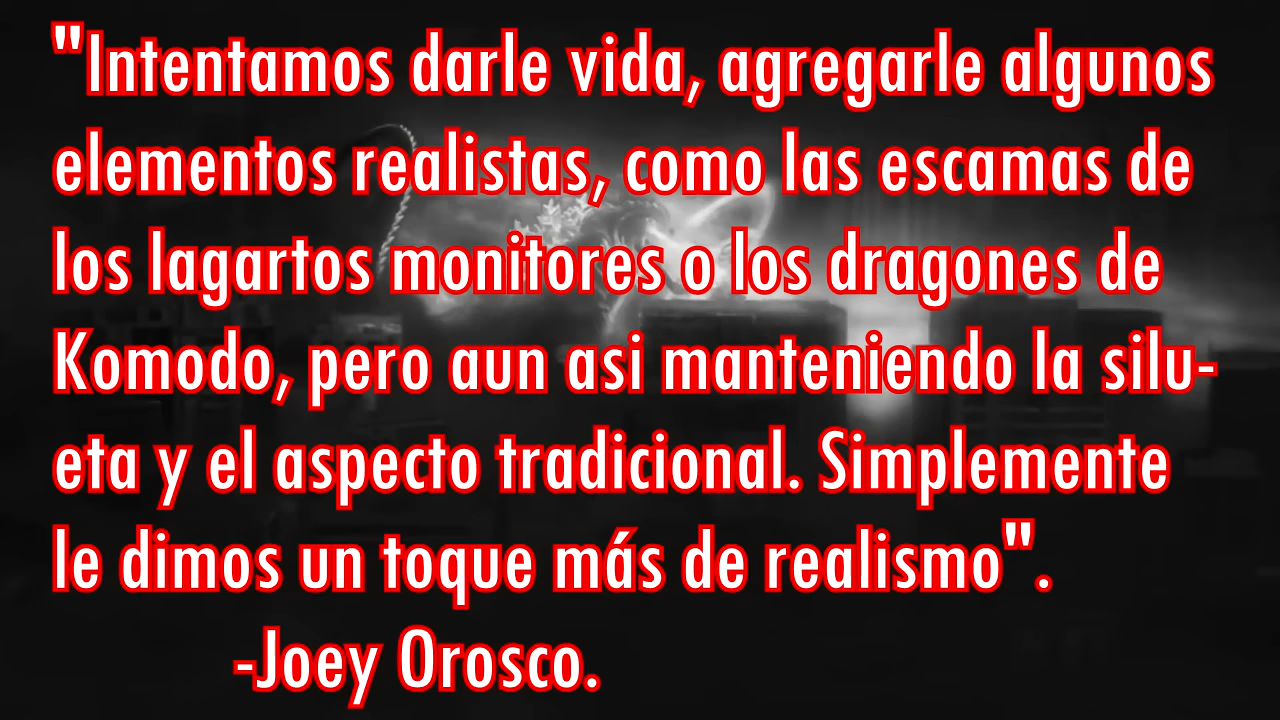 "Intentamos darle vida, agregarle algunos
elementos realistas, como las escamas de
los lagartos monitores o los dragones de
Komodo, pero aun asi manteniendo la silu-
eta y el aspecto tradicional. Simplemente
le dimos un toque más de realismo".
-Joey Orosco.